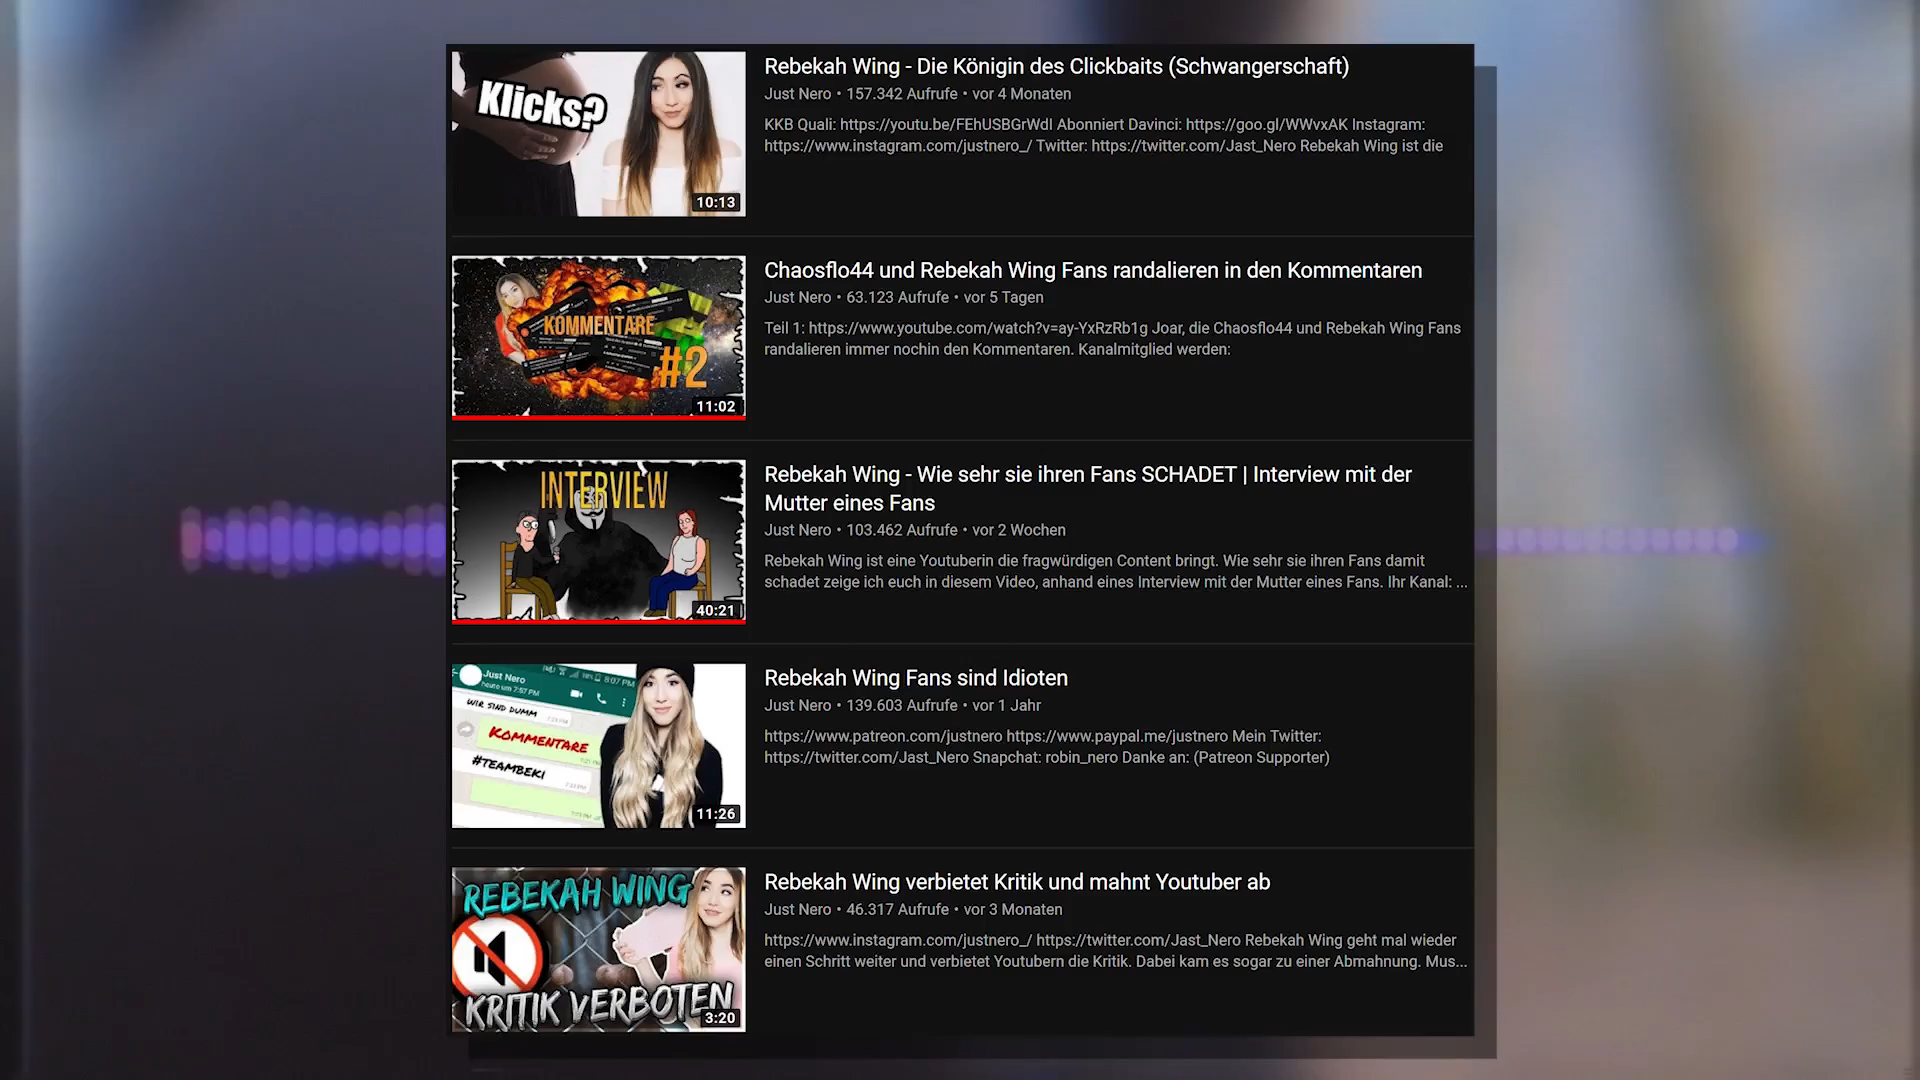 Klicks?
10:13
Rebekah Wing - Die Königin des Clickbaits (Schwangerschaft)
Just Nero • 157.342 Aufrufe • vor 4 Monaten
KKB Quali: https://youtu.be/FEhUSBGrWdI Abonniert Davinci: https://goo.gl/WWvxAK Instagram:
https://www.instagram.com/justnero_/ Twitter: https://twitter.com/Jast_Nero Rebekah Wing ist die
KOMMENTARE
#2
11:02
Chaosflo44 und Rebekah Wing Fans randalieren in den Kommentaren
Just Nero • 63.123 Aufrufe • vor 5 Tagen
Teil 1: https://www.youtube.com/watch?v=ay-YxRzRb1g Joar, die Chaosflo44 und Rebekah Wing Fans
randalieren immer nochin den Kommentaren. Kanalmitglied werden:
INTERVIEW
40:21
Rebekah Wing - Wie sehr sie ihren Fans SCHADET | Interview mit der
Mutter eines Fans
Just Nero • 103.462 Aufrufe • vor 2 Wochen
Rebekah Wing ist eine Youtuberin die fragwürdigen Content bringt. Wie sehr sie ihren Fans damit
schadet zeige ich euch in diesem Video, anhand eines Interview mit der Mutter eines Fans. Ihr Kanal: ...
8:07 PM
Just Nero
heute um 7:57 PM
WIR SIND DUMM
KOMMENTARE
#TEAMBEKI
11:26
Rebekah Wing Fans sind Idioten
Just Nero • 139.603 Aufrufe • vor 1 Jahr
https://www.patreon.com/justnero https://www.paypal.me/justnero Mein Twitter:
https://twitter.com/Jast_Nero Snapchat: robin_nero Danke an: (Patreon Supporter)
REBEKAH WING
KRITIK VERBOTEN
3:20
Rebekah Wing verbietet Kritik und mahnt Youtuber ab
Just Nero • 46.317 Aufrufe • vor 3 Monaten
https://www.instagram.com/justnero_/ https://twitter.com/Jast_Nero Rebekah Wing geht mal wieder
einen Schritt weiter und verbietet Youtubern die Kritik. Dabei kam es sogar zu einer Abmahnung. Mus...